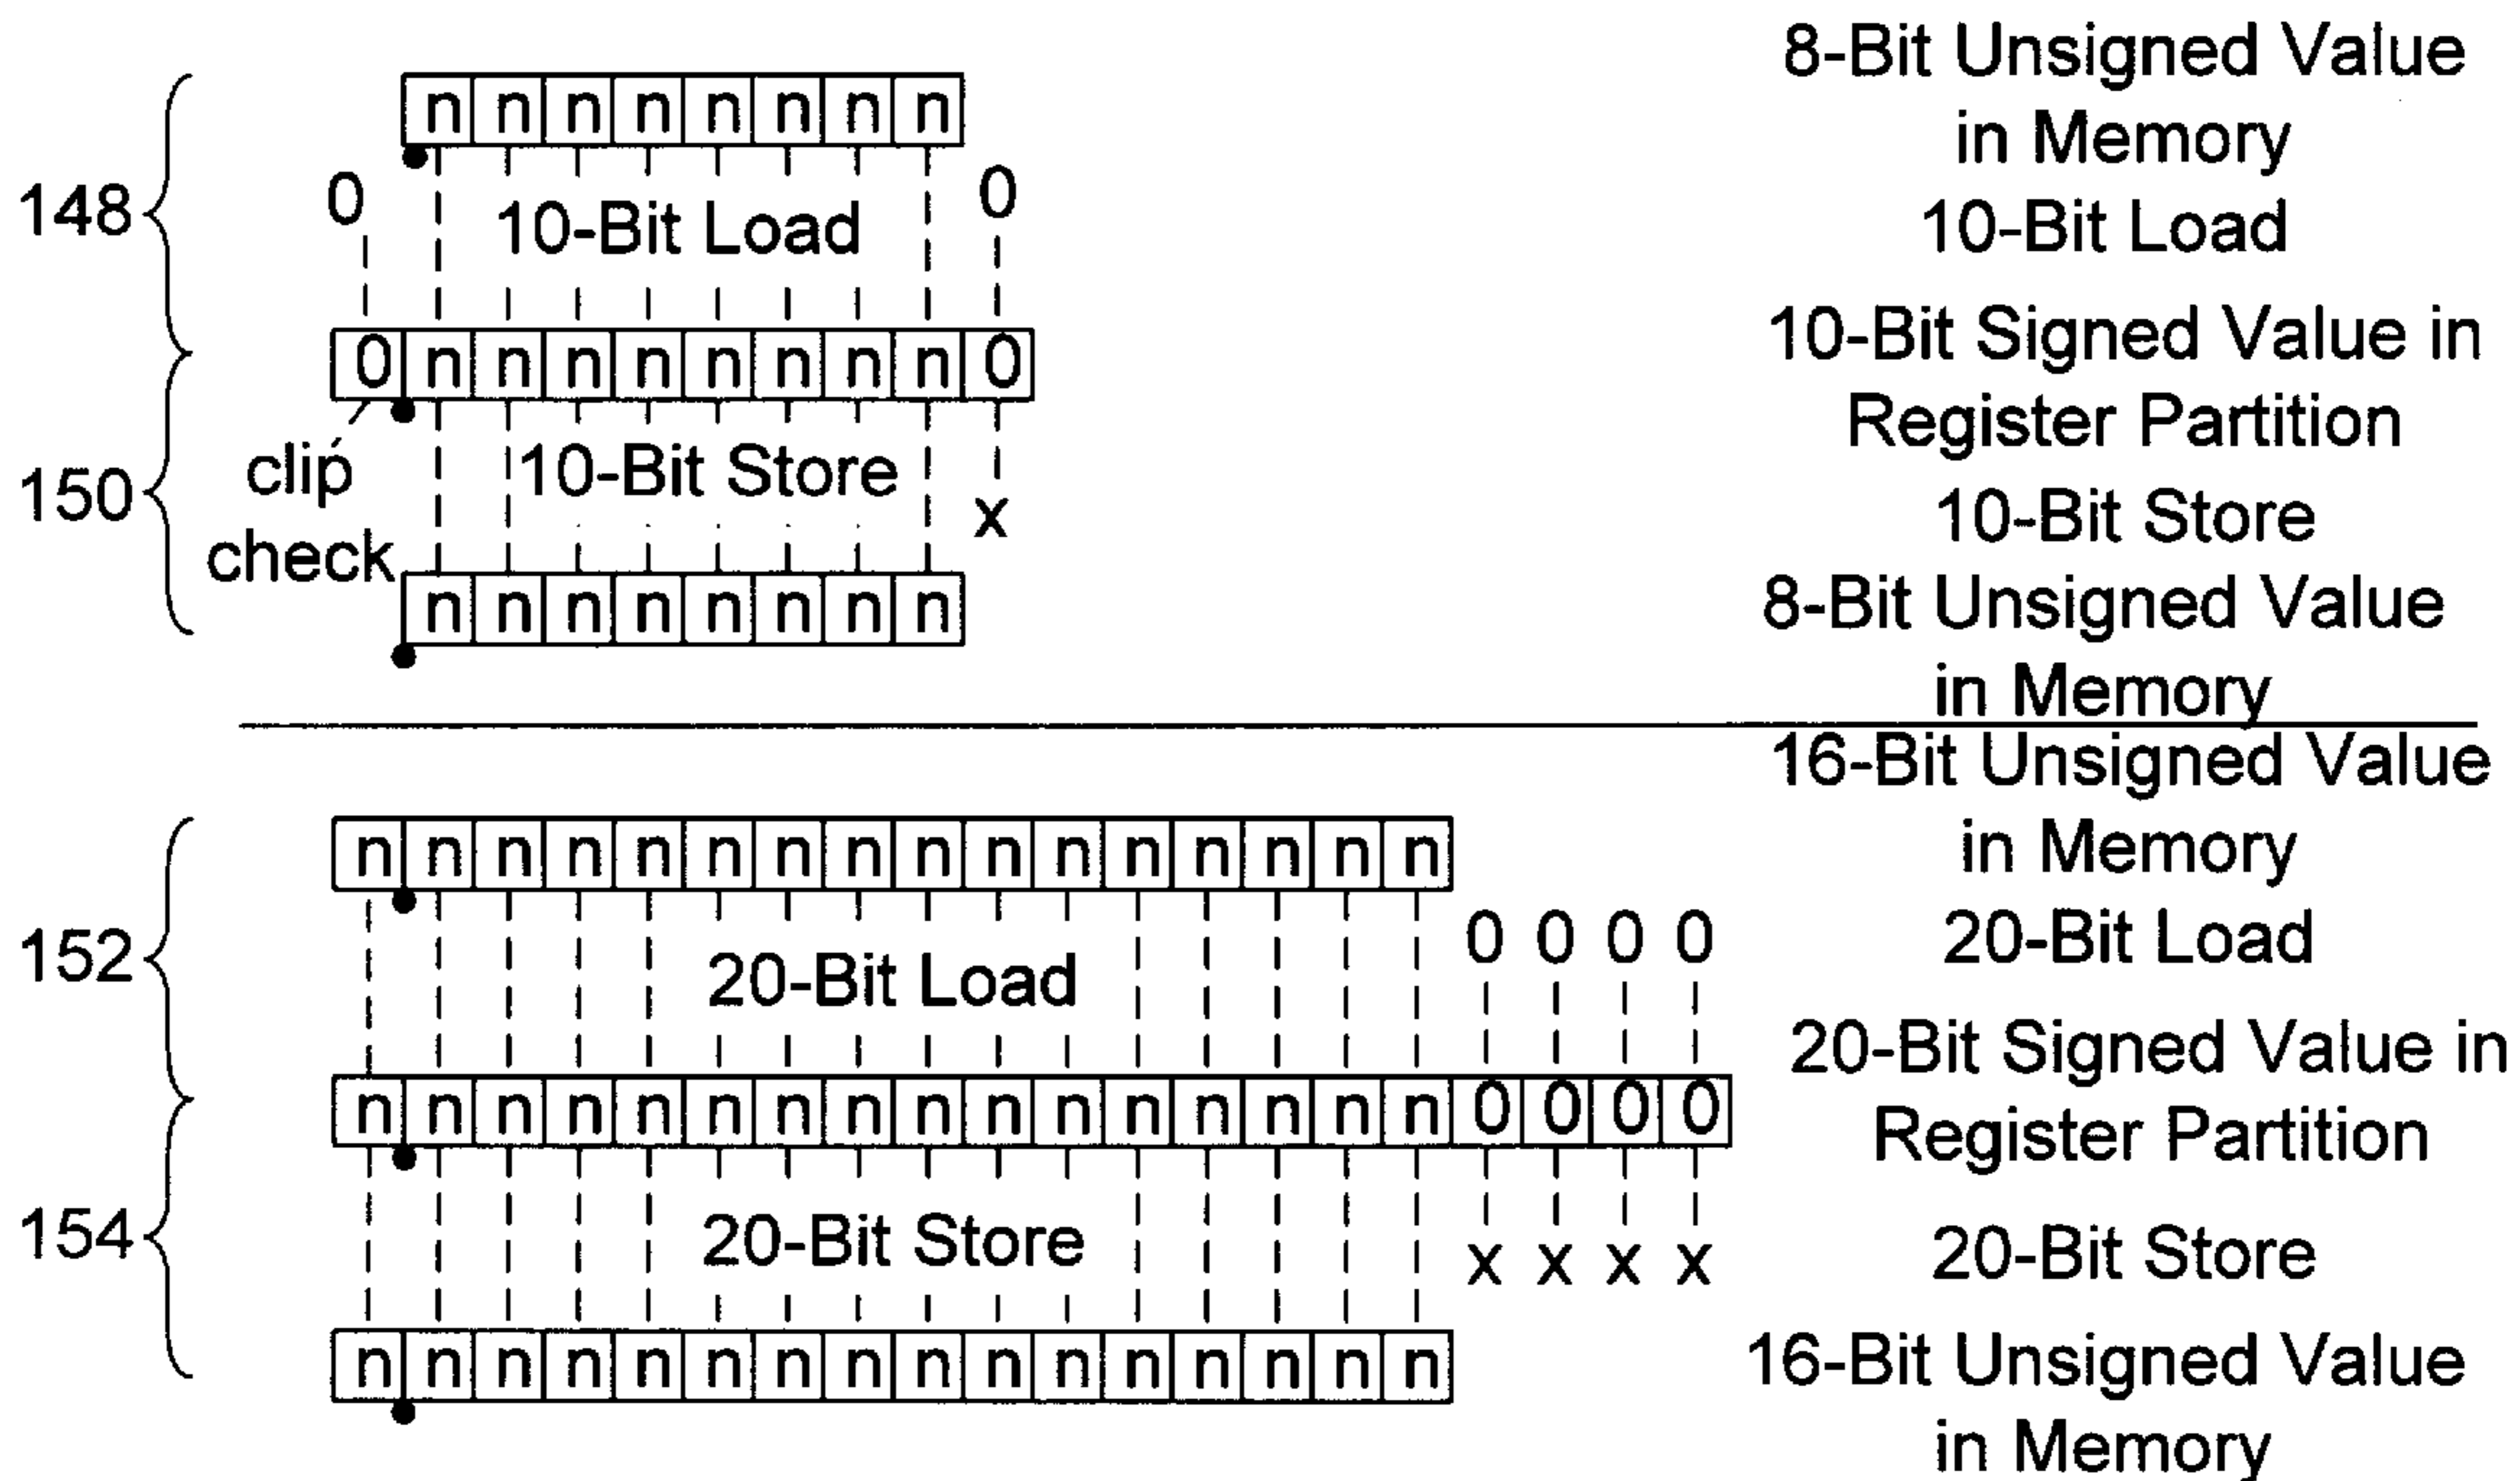 8-Bit Unsigned Value
n n n n n n n n
in Memory
148
0
0
10-Bit Load
10-Bit Load
10-Bit Signed Value in
0 n n n n n n n n 0
Register Partition
clip
10-Bit Store
150
x
10-Bit Store
check
n n n n n n n n
8-Bit Unsigned Value
in Memory
16-Bit Unsigned Value
n n n n n n n n n n n n n n n n
in Memory
0 0 0 0
20-Bit Load
152
20-Bit Load
20-Bit Signed Value in
n n n n n n n n n n n n n n n n 0 0 0 0
Register Partition
154
20-Bit Store
x x x x
20-Bit Store
n n n n n n n n n n n n n n n n
16-Bit Unsigned Value
in Memory